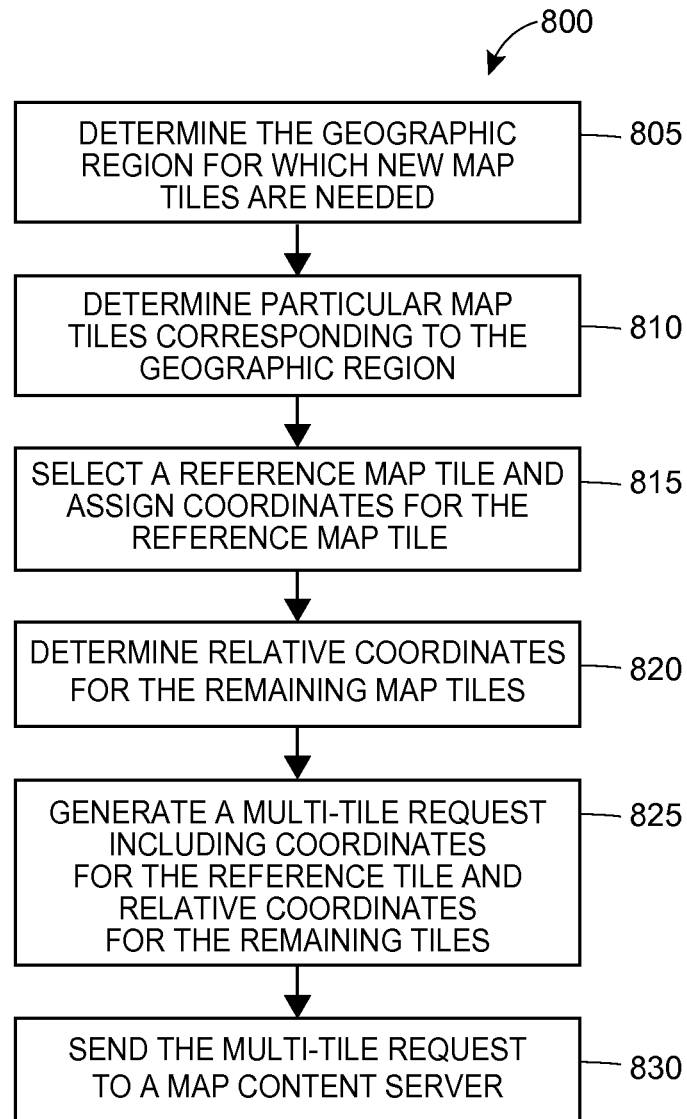 800
DETERMINE THE GEOGRAPHIC
REGION FOR WHICH NEW MAP
TILES ARE NEEDED
805
DETERMINE PARTICULAR MAP
TILES CORRESPONDING TO THE
GEOGRAPHIC REGION
810
SELECT A REFERENCE MAP TILE AND
ASSIGN COORDINATES FOR THE
REFERENCE MAP TILE
815
DETERMINE RELATIVE COORDINATES
FOR THE REMAINING MAP TILES
820
GENERATE A MULTI-TILE REQUEST
INCLUDING COORDINATES
FOR THE REFERENCE TILE AND
RELATIVE COORDINATES
FOR THE REMAINING TILES
825
SEND THE MULTI-TILE REQUEST
TO A MAP CONTENT SERVER
830